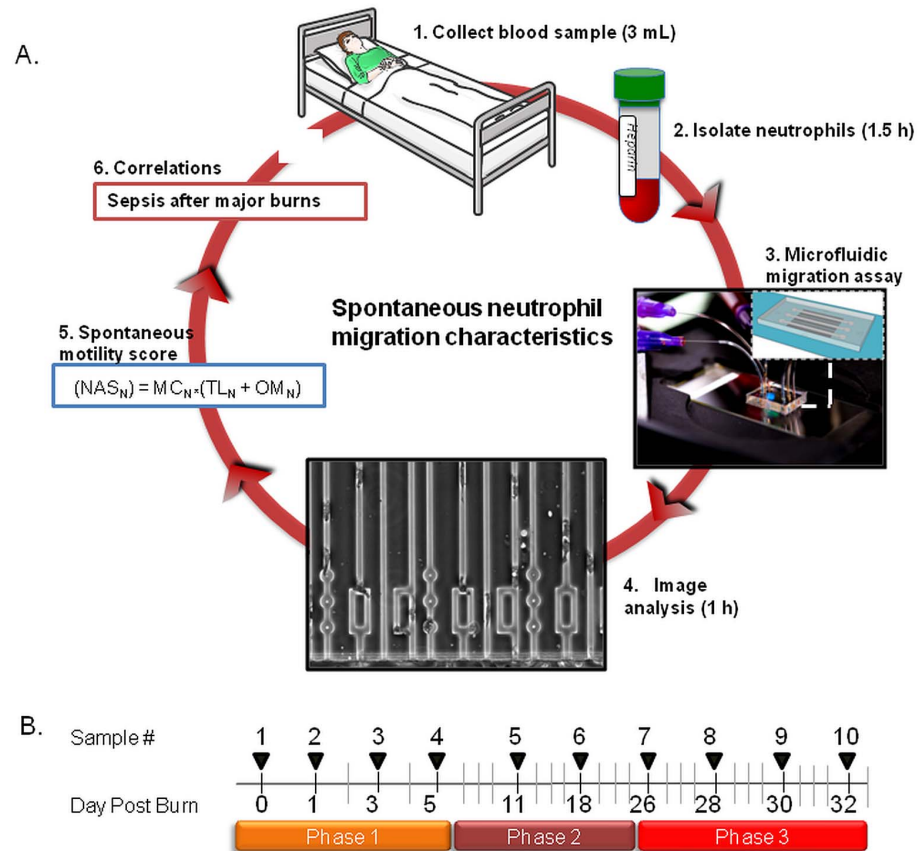 A.
1. Collect blood sample (3 mL)
Heparin
2. Isolate neutrophils (1.5 h)
3. Microfluidic
migration assay
4. Image
analysis (1 h)
5. Spontaneous
motility score
(NAS_N) = MC_N*(TL_N + OM_N)
6. Correlations
Sepsis after major burns
Spontaneous neutrophil
migration characteristics
B.
Sample # 1 2 3 4 5 6 7 8 9 10
Day Post Burn 0 1 3 5 11 18 26 28 30 32
Phase 1 Phase 2 Phase 3